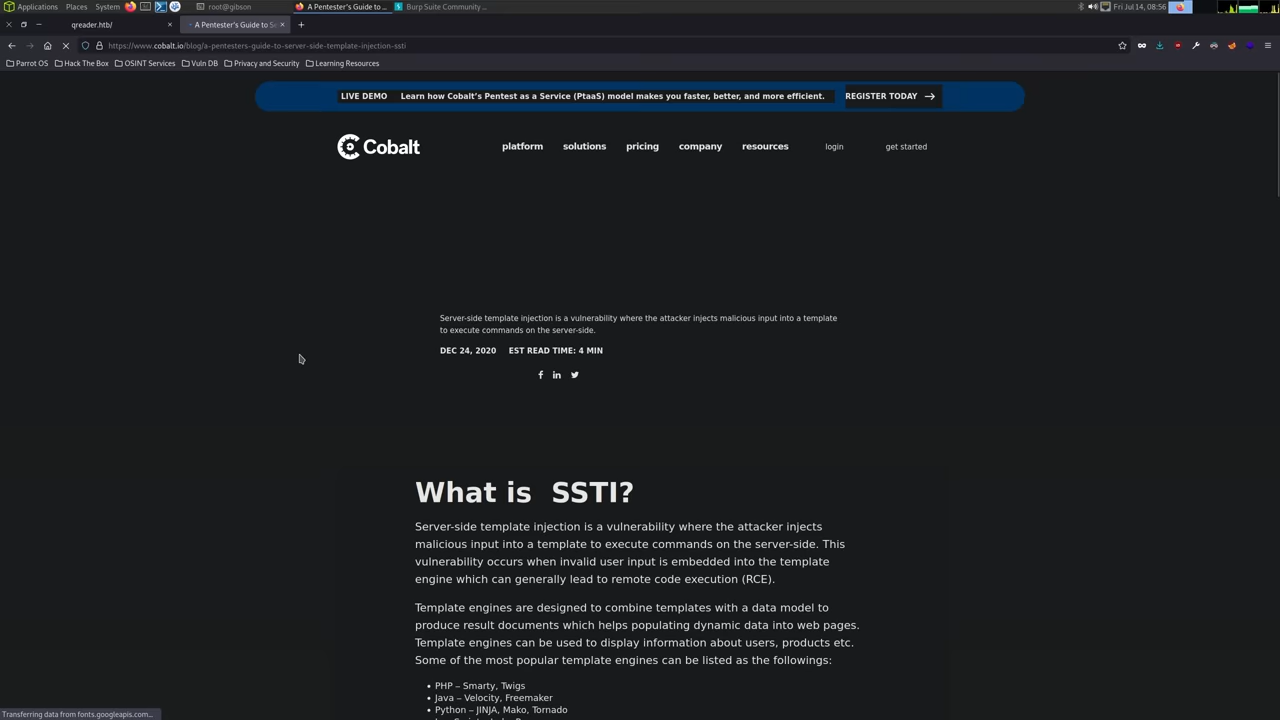 Applications Places System root@gibson A Pentester's Guide to ... Burp Suite Community ... Fri Jul 14, 08:56
qreader.htb/ A Pentester's Guide to Se
https://www.cobalt.io/blog/a-pentesters-guide-to-server-side-template-injection-ssti
Parrot OS Hack The Box OSINT Services Vuln DB Privacy and Security Learning Resources
LIVE DEMO Learn how Cobalt's Pentest as a Service (PtaaS) model makes you faster, better, and more efficient. REGISTER TODAY →
Cobalt platform solutions pricing company resources login get started
Server-side template injection is a vulnerability where the attacker injects malicious input into a template
to execute commands on the server-side.
DEC 24, 2020 EST READ TIME: 4 MIN
What is SSTI?
Server-side template injection is a vulnerability where the attacker injects
malicious input into a template to execute commands on the server-side. This
vulnerability occurs when invalid user input is embedded into the template
engine which can generally lead to remote code execution (RCE).
Template engines are designed to combine templates with a data model to
produce result documents which helps populating dynamic data into web pages.
Template engines can be used to display information about users, products etc.
Some of the most popular template engines can be listed as the followings:
• PHP – Smarty, Twigs
• Java – Velocity, Freemaker
• Python – JINJA, Mako, Tornado
Transferring data from fonts.googleapis.com...